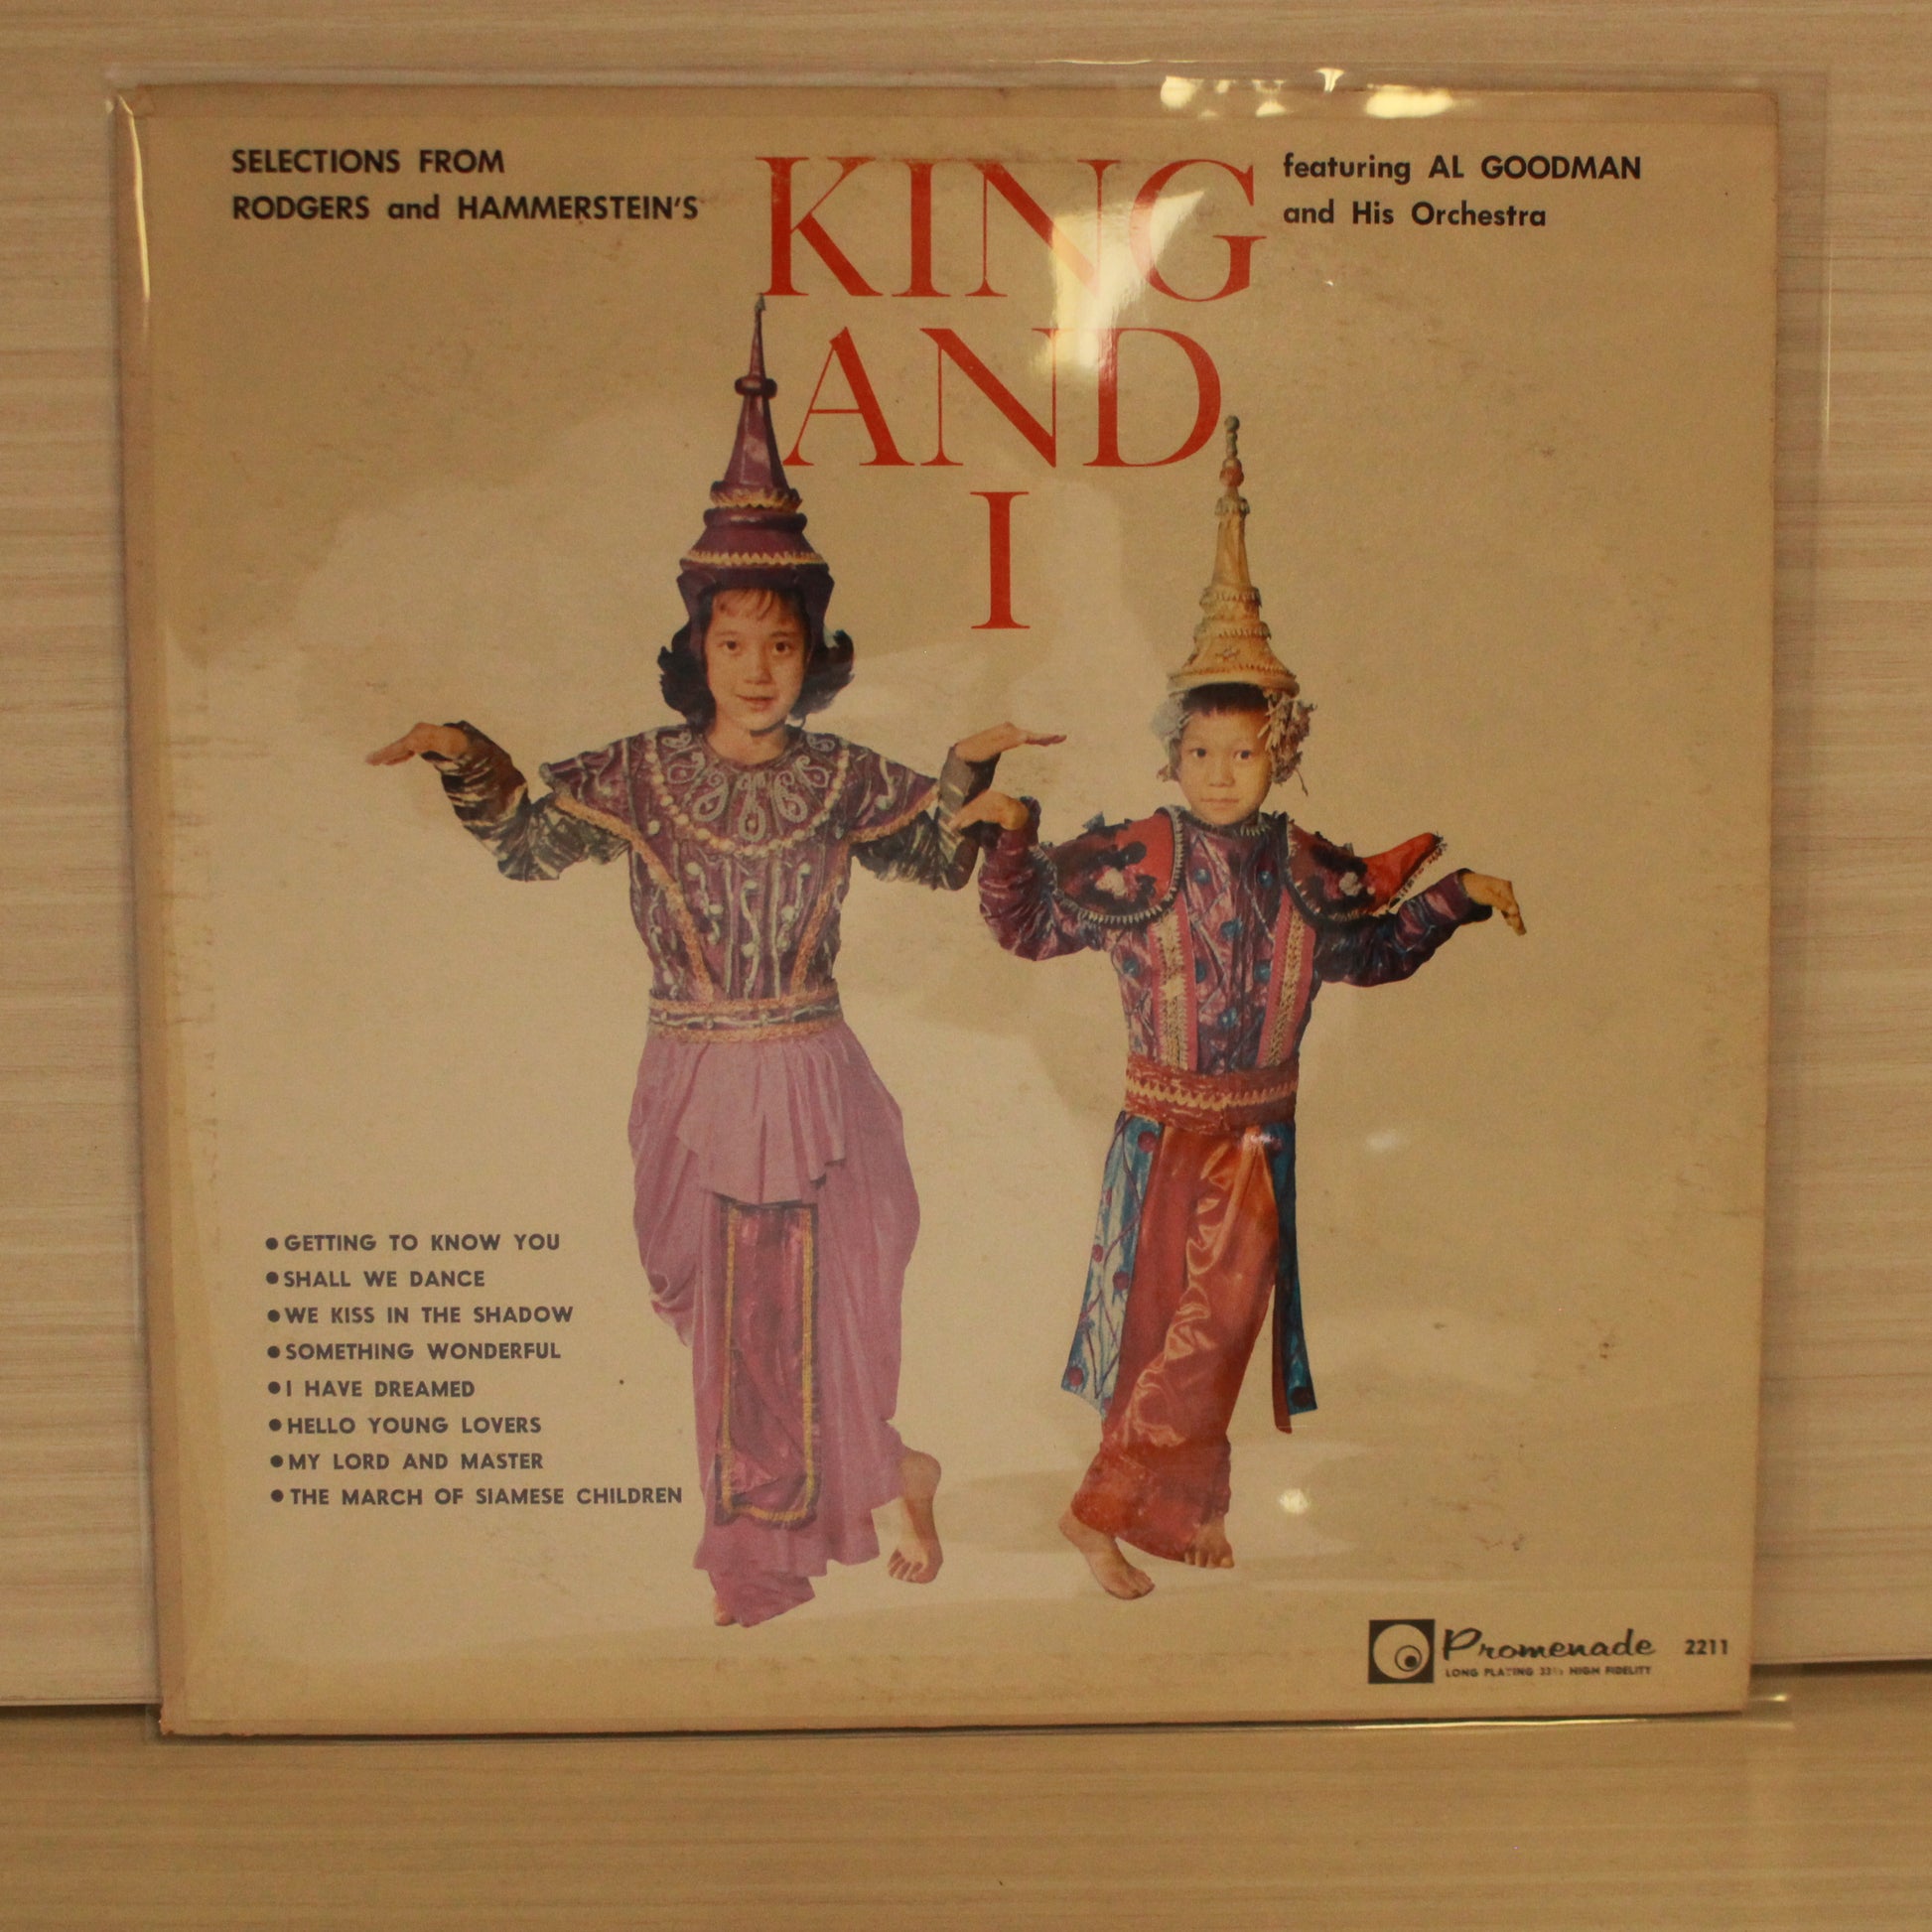 SELECTIONS FROM
RODGERS and HAMMERSTEIN'S
KING
AND
I
featuring AL GOODMAN
and His Orchestra
● GETTING TO KNOW YOU
● SHALL WE DANCE
● WE KISS IN THE SHADOW
● SOMETHING WONDERFUL
● I HAVE DREAMED
● HELLO YOUNG LOVERS
● MY LORD AND MASTER
● THE MARCH OF SIAMESE CHILDREN
Promenade 2211
LONG PLAYING 33⅓ HIGH FIDELITY